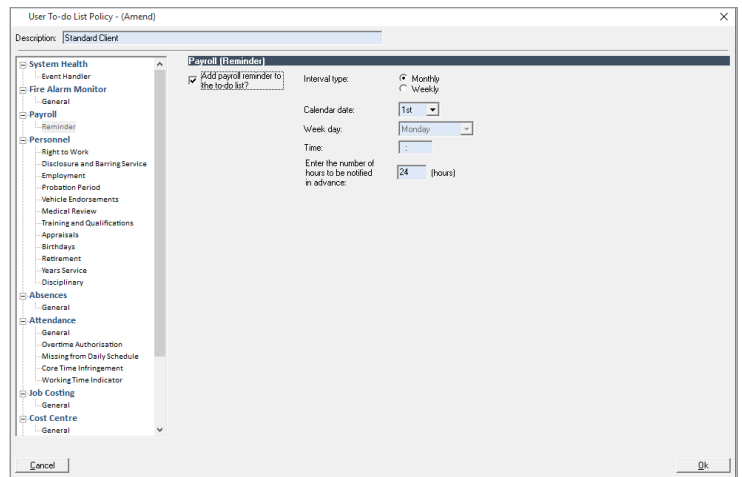 User To-do List Policy - (Amend)
Description: Standard Client
System Health
Event Handler
Fire Alarm Monitor
General
Payroll
Reminder
Personnel
Right to Work
Disclosure and Barring Service
Employment
Probation Period
Vehicle Endorsements
Medical Review
Training and Qualifications
Appraisals
Birthdays
Retirement
Years Service
Disciplinary
Absences
General
Attendance
General
Overtime Authorisation
Missing from Daily Schedule
Core Time Infringement
Working Time Indicator
Job Costing
General
Cost Centre
General
Payroll (Reminder)
Add payroll reminder to
the to-do list?
Interval type: Monthly
Weekly
Calendar date: 1st
Week day: Monday
Time: :
Enter the number of
hours to be notified
in advance: 24 (hours)
Cancel
Ok